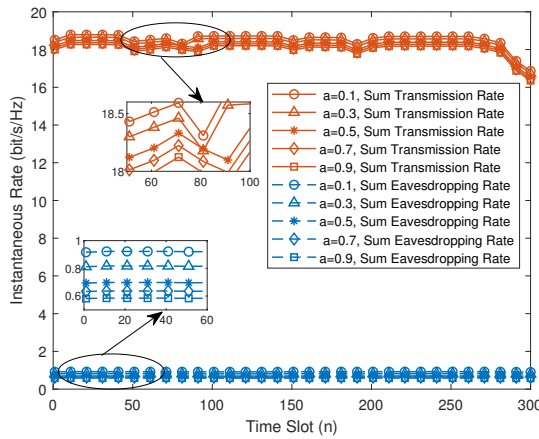 20
18
16
14
12
10
8
6
4
2
0
Instantaneous Rate (bit/s/Hz)
18.5
18
60
80
100
a=0.1, Sum Transmission Rate
a=0.3, Sum Transmission Rate
a=0.5, Sum Transmission Rate
a=0.7, Sum Transmission Rate
a=0.9, Sum Transmission Rate
a=0.1, Sum Eavesdropping Rate
a=0.3, Sum Eavesdropping Rate
a=0.5, Sum Eavesdropping Rate
a=0.7, Sum Eavesdropping Rate
a=0.9, Sum Eavesdropping Rate
1
0.8
0.6
0
20
40
60
0
50
100
150
200
250
300
Time Slot (n)